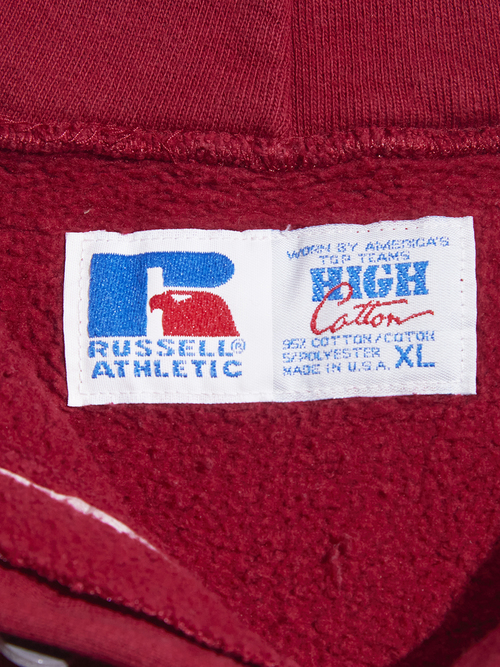 RUSSELL®
ATHLETIC
WORN BY AMERICA'S
TOP TEAMS
HIGH
Cotton
95% COTTON/COTON
5/POLYESTER XL
MADE IN U.S.A.